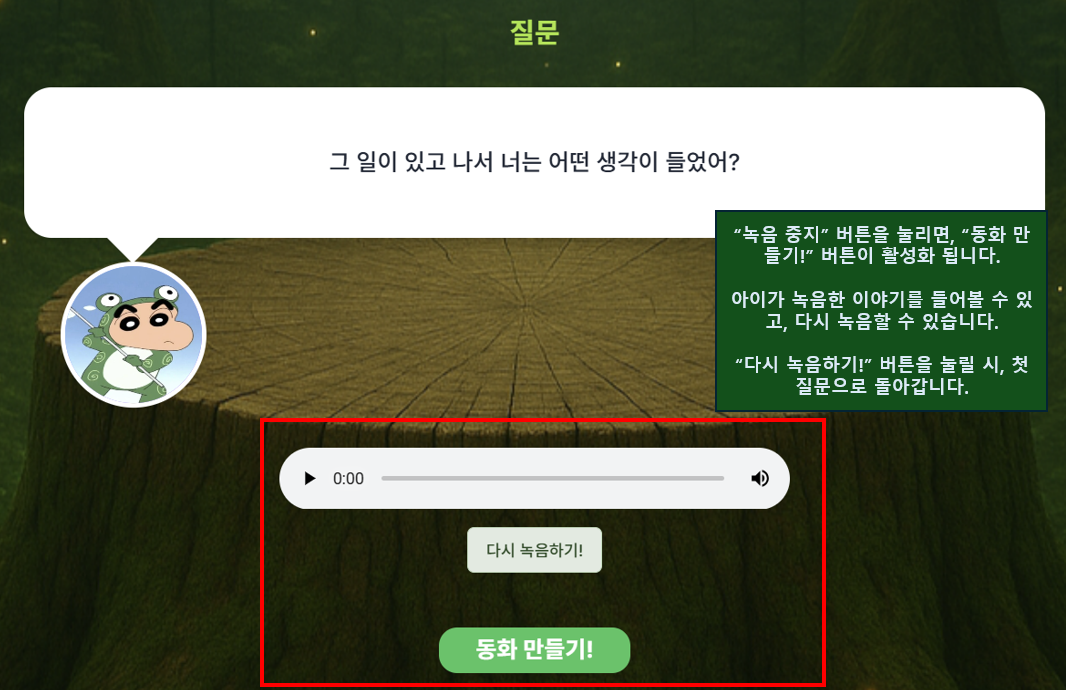 질문
그 일이 있고 나서 너는 어떤 생각이 들었어?
“녹음 중지” 버튼을 눌리면, “동화 만
들기!” 버튼이 활성화 됩니다.
아이가 녹음한 이야기를 들어볼 수 있
고, 다시 녹음할 수 있습니다.
“다시 녹음하기!” 버튼을 눌릴 시, 첫
질문으로 돌아갑니다.
0:00
다시 녹음하기!
동화 만들기!